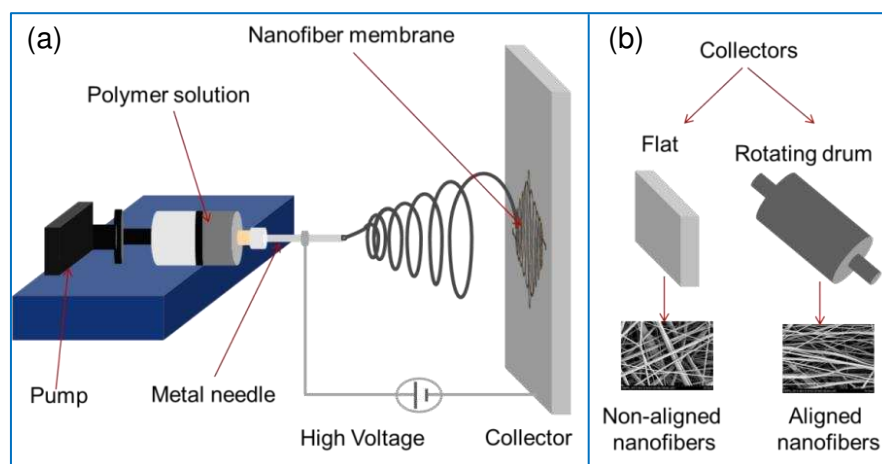 (a)
Nanofiber membrane
Polymer solution
Pump
Metal needle
High Voltage
Collector
(b)
Collectors
Flat
Rotating drum
Non-aligned
nanofibers
Aligned
nanofibers